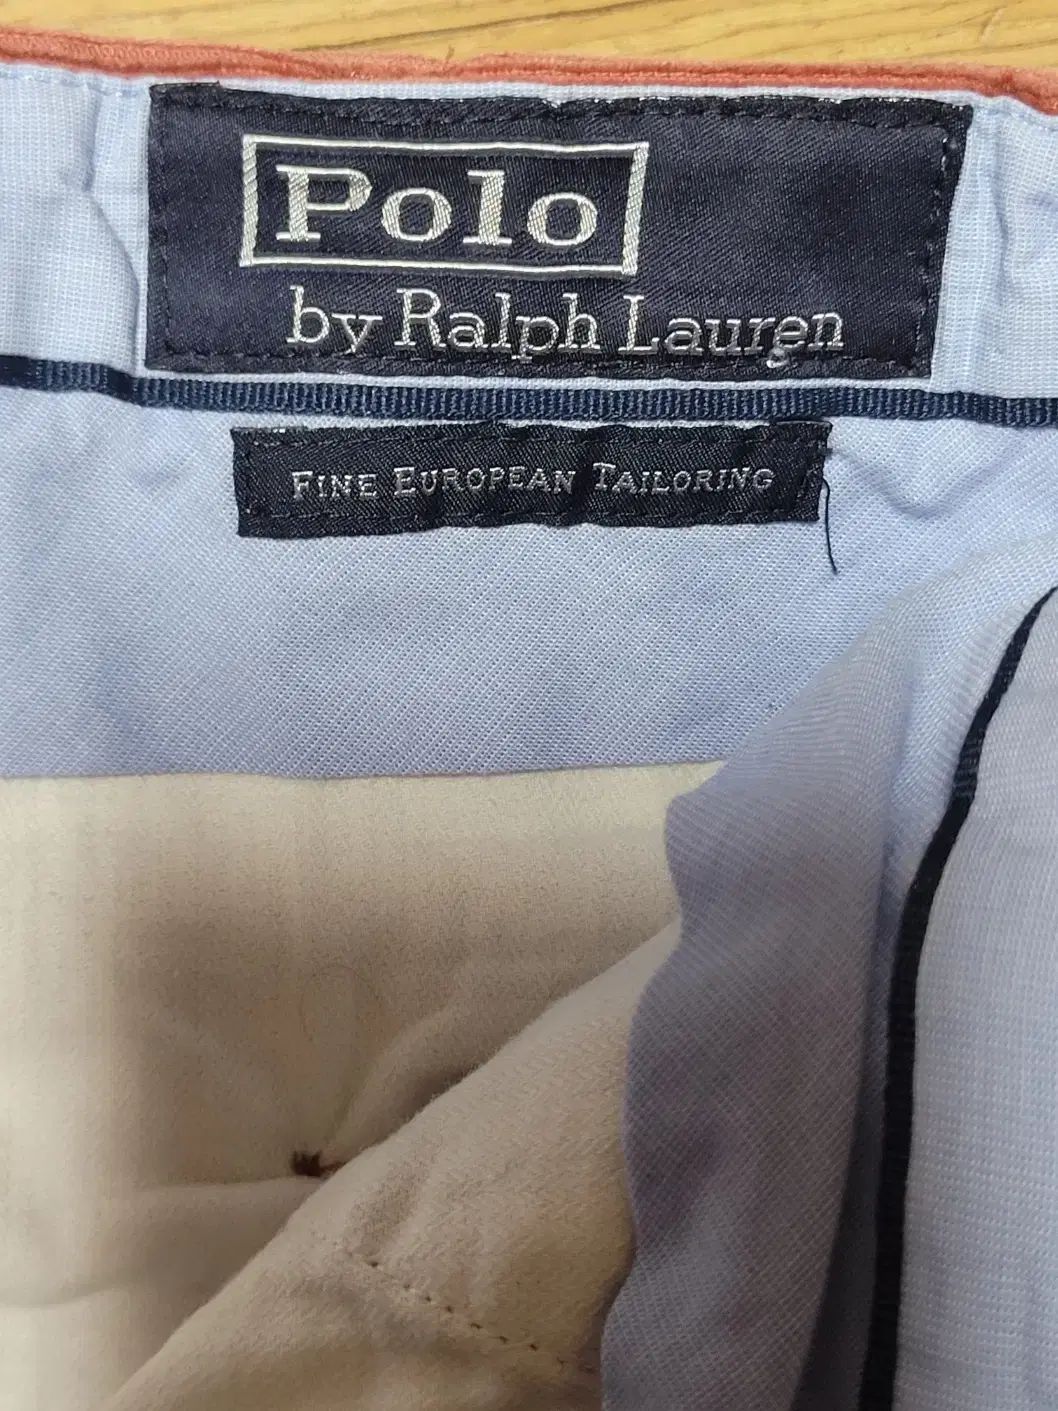 Polo
by Ralph Lauren
FINE EUROPEAN TAILORING